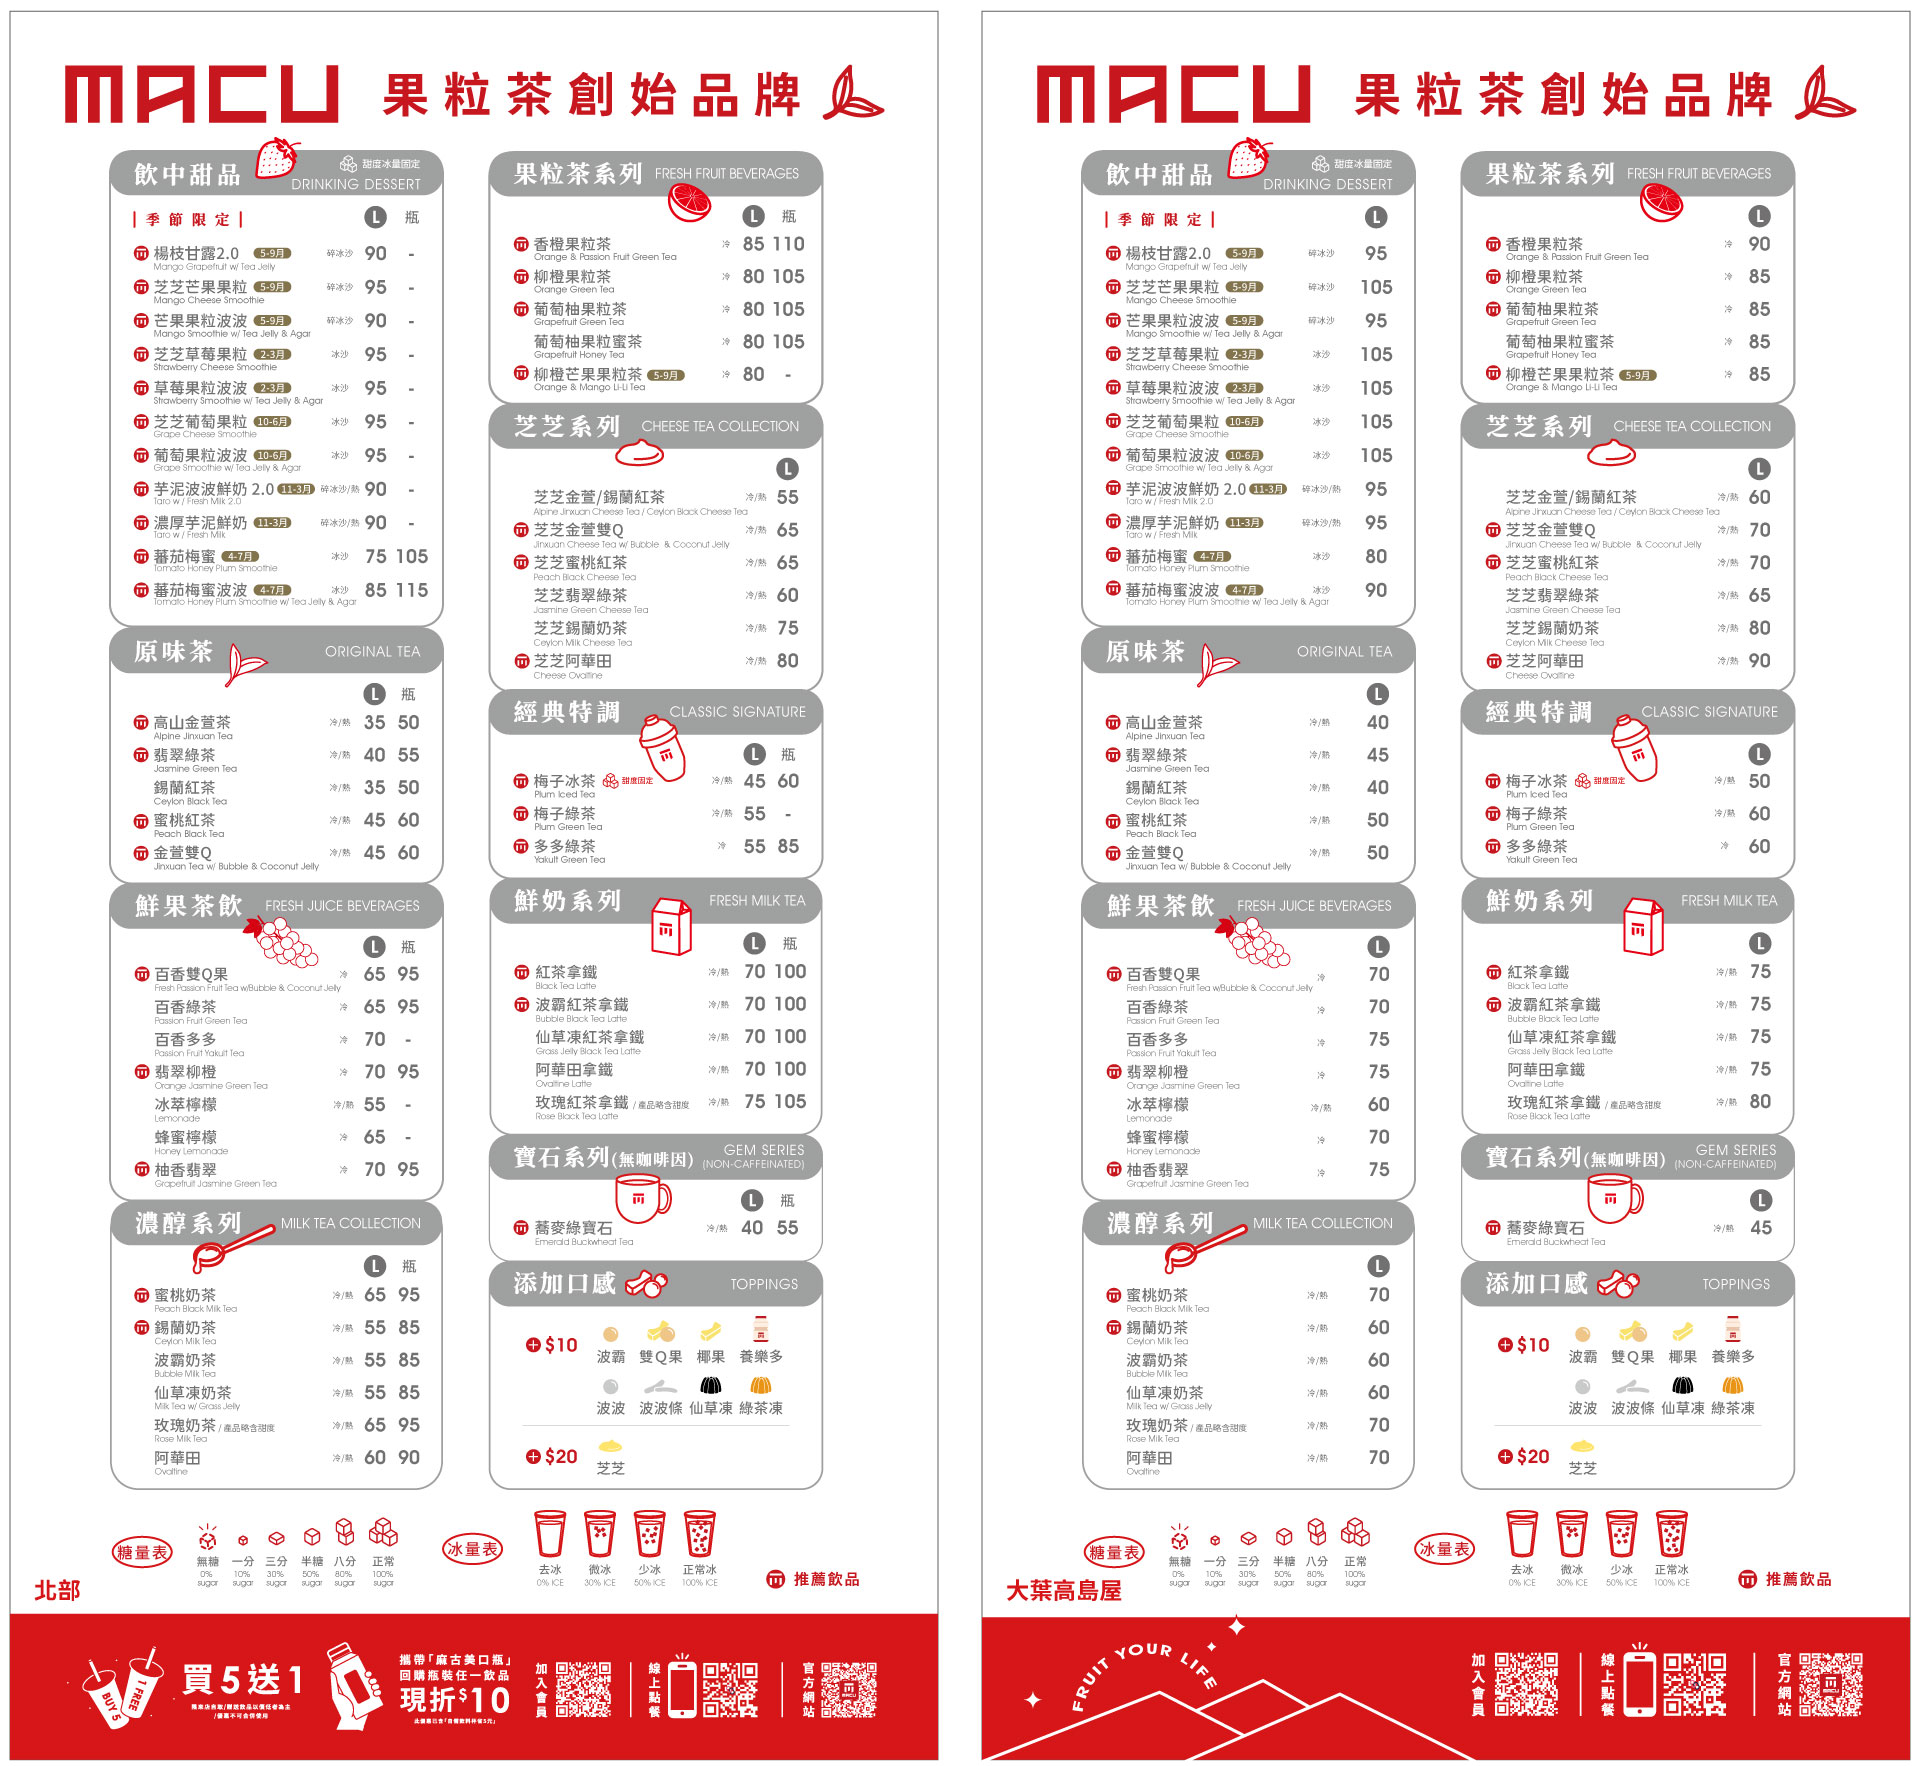 MACU 果粒茶創始品牌
飲中甜品 甜度冰量固定
DRINKING DESSERT
季節限定 L 瓶
楊枝甘露2.0 5-9月 碎冰沙 90 -
Mango Grapefruit w/ Tea Jelly
芝芝芒果果粒 5-9月 碎冰沙 95 -
Mango Cheese Smoothie
芒果果粒波波 5-9月 碎冰沙 90 -
Mango Smoothie w/ Tea Jelly & Agar
芝芝草莓果粒 2-3月 冰沙 95 -
Strawberry Cheese Smoothie
草莓果粒波波 2-3月 冰沙 95 -
Strawberry Smoothie w/ Tea Jelly & Agar
芝芝葡萄果粒 10-6月 冰沙 95 -
Grape Cheese Smoothie
葡萄果粒波波 10-6月 冰沙 95 -
Grape Smoothie w/ Tea Jelly & Agar
芋泥波波鮮奶 2.0 11-3月 碎冰沙/熱 90 -
Taro w / Fresh Milk 2.0
濃厚芋泥鮮奶 11-3月 碎冰沙/熱 90 -
Taro w / Fresh Milk
蕃茄梅蜜 4-7月 冰沙 75 105
Tomato Honey Plum Smoothie
蕃茄梅蜜波波 4-7月 冰沙 85 115
Tomato Honey Plum Smoothie w/ Tea Jelly & Agar
原味茶 ORIGINAL TEA
L 瓶
高山金萱茶 冷/熱 35 50
Alpine Jinxuan Tea
翡翠綠茶 冷/熱 40 55
Jasmine Green Tea
錫蘭紅茶 冷/熱 35 50
Ceylon Black Tea
蜜桃紅茶 冷/熱 45 60
Peach Black Tea
金萱雙Q 冷/熱 45 60
Jinxuan Tea w/ Bubble & Coconut Jelly
鮮果茶飲 FRESH JUICE BEVERAGES
L 瓶
百香雙Q果 冷 65 95
Fresh Passion Fruit Tea w/Bubble & Coconut Jelly
百香綠茶 冷 65 95
Passion Fruit Green Tea
百香多多 冷 70 -
Passion Fruit Yakult Tea
翡翠柳橙 冷 70 95
Orange Jasmine Green Tea
冰萃檸檬 冷/熱 55 -
Lemonade
蜂蜜檸檬 冷 65 -
Honey Lemonade
柚香翡翠 冷 70 95
Grapefruit Jasmine Green Tea
濃醇系列 MILK TEA COLLECTION
L 瓶
蜜桃奶茶 冷/熱 65 95
Peach Black Milk Tea
錫蘭奶茶 冷/熱 55 85
Ceylon Milk Tea
波霸奶茶 冷/熱 55 85
Bubble Milk Tea
仙草凍奶茶 冷/熱 55 85
Milk Tea w/ Grass Jelly
玫瑰奶茶 / 產品略含甜度 冷/熱 65 95
Rose Milk Tea
阿華田 冷/熱 60 90
Ovaltine
果粒茶系列 FRESH FRUIT BEVERAGES
L 瓶
香橙果粒茶 冷 85 110
Orange & Passion Fruit Green Tea
柳橙果粒茶 冷 80 105
Orange Green Tea
葡萄柚果粒茶 冷 80 105
Grapefruit Green Tea
葡萄柚果粒蜜茶 冷 80 105
Grapefruit Honey Tea
柳橙芒果果粒茶 5-9月 冷 80 -
Orange & Mango Li-Li Tea
芝芝系列 CHEESE TEA COLLECTION
L
芝芝金萱/錫蘭紅茶 冷/熱 55
Alpine Jinxuan Cheese Tea / Ceylon Black Cheese Tea
芝芝金萱雙Q 冷/熱 65
Jinxuan Cheese Tea w/ Bubble & Coconut Jelly
芝芝蜜桃紅茶 冷/熱 65
Peach Black Cheese Tea
芝芝翡翠綠茶 冷/熱 60
Jasmine Green Cheese Tea
芝芝錫蘭奶茶 冷/熱 75
Ceylon Milk Cheese Tea
芝芝阿華田 冷/熱 80
Cheese Ovaltine
經典特調 CLASSIC SIGNATURE
L 瓶
梅子冰茶 甜度固定 冷/熱 45 60
Plum Iced Tea
梅子綠茶 冷/熱 55 -
Plum Green Tea
多多綠茶 冷 55 85
Yakult Green Tea
鮮奶系列 FRESH MILK TEA
L 瓶
紅茶拿鐵 冷/熱 70 100
Black Tea Latte
波霸紅茶拿鐵 冷/熱 70 100
Bubble Black Tea Latte
仙草凍紅茶拿鐵 冷/熱 70 100
Grass Jelly Black Tea Latte
阿華田拿鐵 冷/熱 70 100
Ovaltine Latte
玫瑰紅茶拿鐵 / 產品略含甜度 冷/熱 75 105
Rose Black Tea Latte
寶石系列(無咖啡因) GEM SERIES
(NON-CAFFEINATED)
L 瓶
蕎麥綠寶石 冷/熱 40 55
Emerald Buckwheat Tea
添加口感 TOPPINGS
+ $10 波霸 雙Q果 椰果 養樂多
波波 波波條 仙草凍 綠茶凍
+ $20 芝芝
糖量表 無糖 一分 三分 半糖 八分 正常
0% 10% 30% 50% 80% 100%
sugar sugar sugar sugar sugar sugar
冰量表 去冰 微冰 少冰 正常冰
0% ICE 30% ICE 50% ICE 100% ICE
推薦飲品
北部
BUY 5 1 FREE
買5送1
/優惠不可合併使用
攜帶「麻古美口瓶」
回購瓶裝任一飲品
現折$10
加入會員
線上點餐
官方網站
MACU 果粒茶創始品牌
飲中甜品 甜度冰量固定
DRINKING DESSERT
季節限定 L
楊枝甘露2.0 5-9月 碎冰沙 95
Mango Grapefruit w/ Tea Jelly
芝芝芒果果粒 5-9月 碎冰沙 105
Mango Cheese Smoothie
芒果果粒波波 5-9月 碎冰沙 95
Mango Smoothie w/ Tea Jelly & Agar
芝芝草莓果粒 2-3月 冰沙 105
Strawberry Cheese Smoothie
草莓果粒波波 2-3月 冰沙 105
Strawberry Smoothie w/ Tea Jelly & Agar
芝芝葡萄果粒 10-6月 冰沙 105
Grape Cheese Smoothie
葡萄果粒波波 10-6月 冰沙 105
Grape Smoothie w/ Tea Jelly & Agar
芋泥波波鮮奶 2.0 11-3月 碎冰沙/熱 95
Taro w / Fresh Milk 2.0
濃厚芋泥鮮奶 11-3月 碎冰沙/熱 95
Taro w / Fresh Milk
蕃茄梅蜜 4-7月 冰沙 80
Tomato Honey Plum Smoothie
蕃茄梅蜜波波 4-7月 冰沙 90
Tomato Honey Plum Smoothie w/ Tea Jelly & Agar
原味茶 ORIGINAL TEA
L
高山金萱茶 冷/熱 40
Alpine Jinxuan Tea
翡翠綠茶 冷/熱 45
Jasmine Green Tea
錫蘭紅茶 冷/熱 40
Ceylon Black Tea
蜜桃紅茶 冷/熱 50
Peach Black Tea
金萱雙Q 冷/熱 50
Jinxuan Tea w/ Bubble & Coconut Jelly
鮮果茶飲 FRESH JUICE BEVERAGES
L
百香雙Q果 冷 70
Fresh Passion Fruit Tea w/Bubble & Coconut Jelly
百香綠茶 冷 70
Passion Fruit Green Tea
百香多多 冷 75
Passion Fruit Yakult Tea
翡翠柳橙 冷 75
Orange Jasmine Green Tea
冰萃檸檬 冷/熱 60
Lemonade
蜂蜜檸檬 冷 70
Honey Lemonade
柚香翡翠 冷 75
Grapefruit Jasmine Green Tea
濃醇系列 MILK TEA COLLECTION
L
蜜桃奶茶 冷/熱 70
Peach Black Milk Tea
錫蘭奶茶 冷/熱 60
Ceylon Milk Tea
波霸奶茶 冷/熱 60
Bubble Milk Tea
仙草凍奶茶 冷/熱 60
Milk Tea w/ Grass Jelly
玫瑰奶茶 / 產品略含甜度 冷/熱 70
Rose Milk Tea
阿華田 冷/熱 70
Ovaltine
果粒茶系列 FRESH FRUIT BEVERAGES
L
香橙果粒茶 冷 90
Orange & Passion Fruit Green Tea
柳橙果粒茶 冷 85
Orange Green Tea
葡萄柚果粒茶 冷 85
Grapefruit Green Tea
葡萄柚果粒蜜茶 冷 85
Grapefruit Honey Tea
柳橙芒果果粒茶 5-9月 冷 85
Orange & Mango Li-Li Tea
芝芝系列 CHEESE TEA COLLECTION
L
芝芝金萱/錫蘭紅茶 冷/熱 60
Alpine Jinxuan Cheese Tea / Ceylon Black Cheese Tea
芝芝金萱雙Q 冷/熱 70
Jinxuan Cheese Tea w/ Bubble & Coconut Jelly
芝芝蜜桃紅茶 冷/熱 70
Peach Black Cheese Tea
芝芝翡翠綠茶 冷/熱 65
Jasmine Green Cheese Tea
芝芝錫蘭奶茶 冷/熱 80
Ceylon Milk Cheese Tea
芝芝阿華田 冷/熱 90
Cheese Ovaltine
經典特調 CLASSIC SIGNATURE
L
梅子冰茶 甜度固定 冷/熱 50
Plum Iced Tea
梅子綠茶 冷/熱 60
Plum Green Tea
多多綠茶 冷 60
Yakult Green Tea
鮮奶系列 FRESH MILK TEA
L
紅茶拿鐵 冷/熱 75
Black Tea Latte
波霸紅茶拿鐵 冷/熱 75
Bubble Black Tea Latte
仙草凍紅茶拿鐵 冷/熱 75
Grass Jelly Black Tea Latte
阿華田拿鐵 冷/熱 75
Ovaltine Latte
玫瑰紅茶拿鐵 / 產品略含甜度 冷/熱 80
Rose Black Tea Latte
寶石系列(無咖啡因) GEM SERIES
(NON-CAFFEINATED)
L
蕎麥綠寶石 冷/熱 45
Emerald Buckwheat Tea
添加口感 TOPPINGS
+ $10 波霸 雙Q果 椰果 養樂多
波波 波波條 仙草凍 綠茶凍
+ $20 芝芝
糖量表 無糖 一分 三分 半糖 八分 正常
0% 10% 30% 50% 80% 100%
sugar sugar sugar sugar sugar sugar
冰量表 去冰 微冰 少冰 正常冰
0% ICE 30% ICE 50% ICE 100% ICE
推薦飲品
大葉高島屋
FRUIT YOUR LIFE
加入會員
線上點餐
官方網站